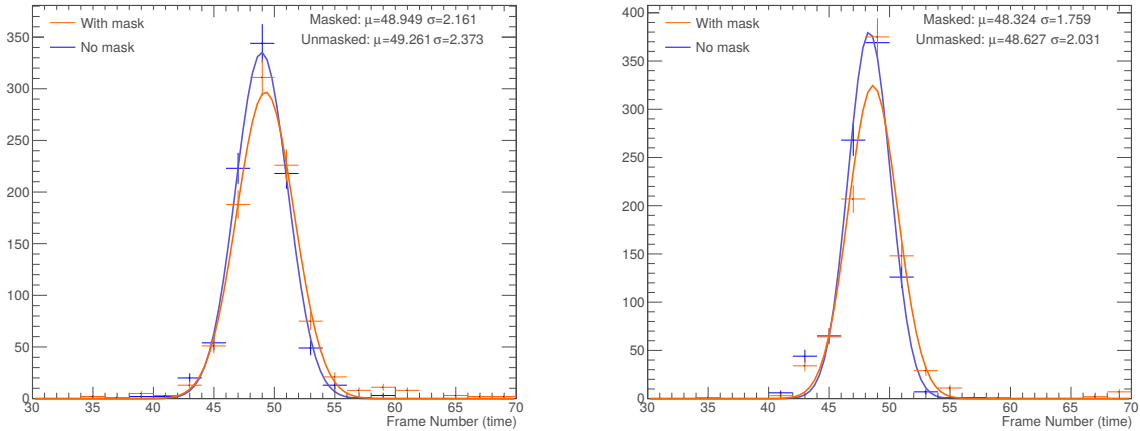 With mask
No mask
Masked: μ=48.949 σ=2.161
Unmasked: μ=49.261 σ=2.373
350
300
250
200
150
100
50
0
30 35 40 45 50 55 60 65 70
Frame Number (time)
With mask
No mask
Masked: μ=48.324 σ=1.759
Unmasked: μ=48.627 σ=2.031
400
350
300
250
200
150
100
50
0
30 35 40 45 50 55 60 65 70
Frame Number (time)